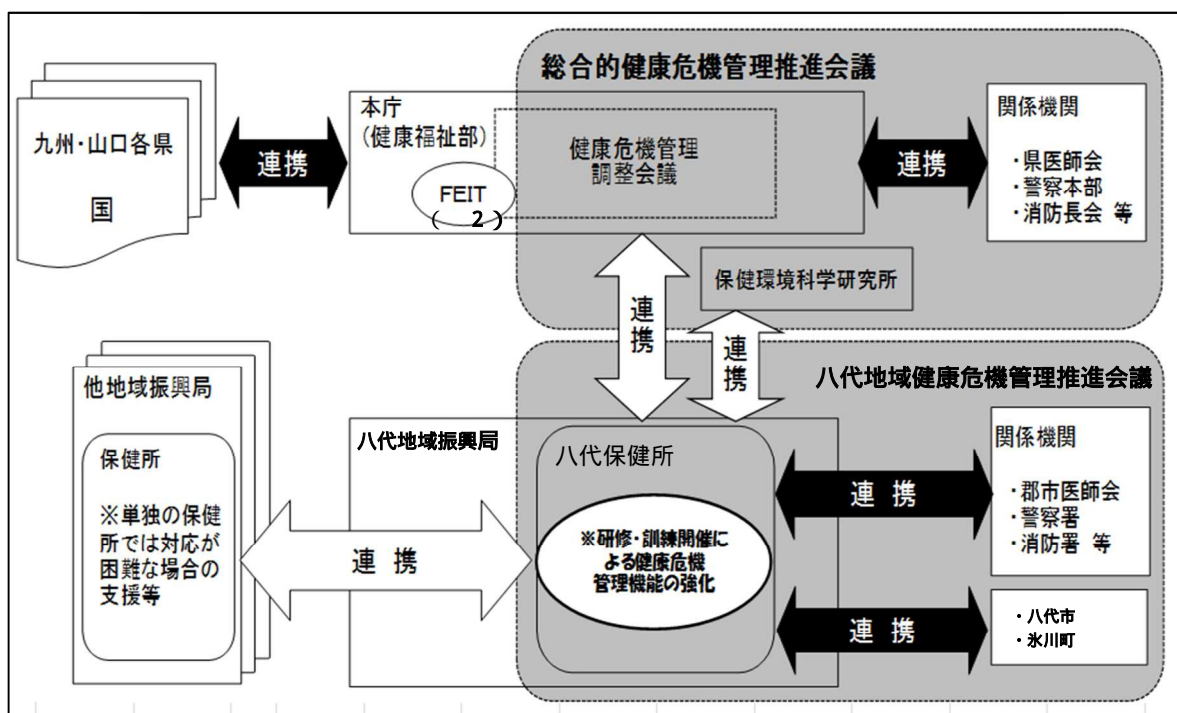 総合的健康危機管理推進会議
九州・山口各県
国
連携
本庁
(健康福祉部)
FEIT
( 2 )
健康危機管理
調整会議
連携
関係機関
・県医師会
・警察本部
・消防長会 等
連携
保健環境科学研究所
連携
八代地域健康危機管理推進会議
他地域振興局
保健所
※単独の保健
所では対応が
困難な場合の
支援等
連 携
八代地域振興局
八代保健所
※研修・訓練開催に
よる健康危機
管理機能の強化
連 携
関係機関
・郡市医師会
・警察署
・消防署 等
連 携
・八代市
・氷川町